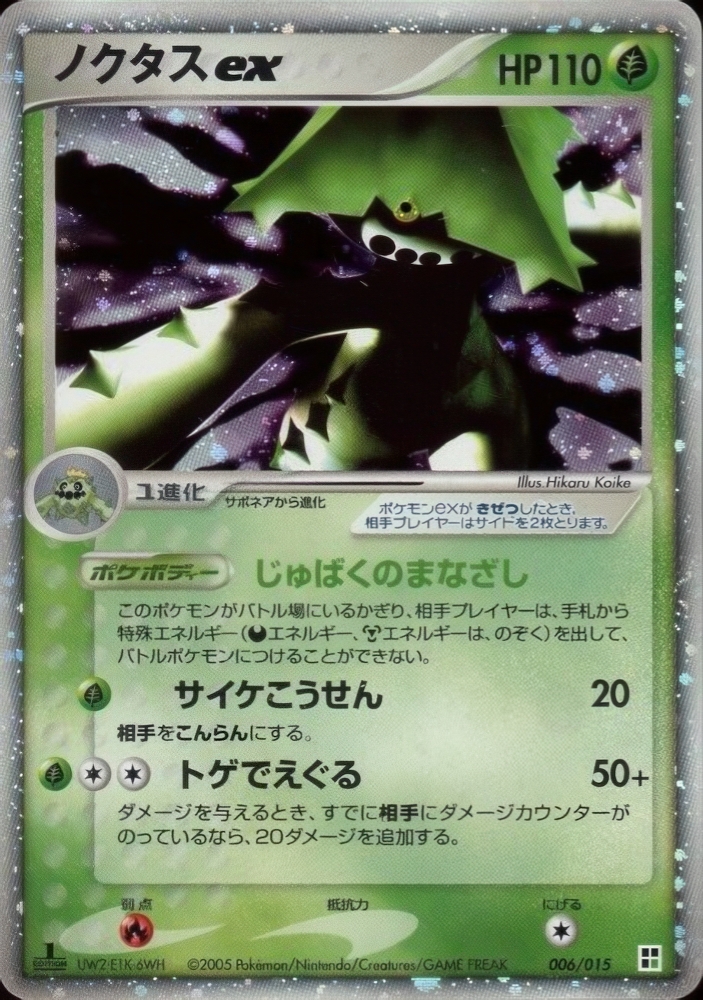 ノクタスex HP110
Illus. Hikaru Koike
1進化 サボネアから進化
ポケモンexが きぜつしたとき、
相手プレイヤーはサイドを2枚とります。
ポケボディー じゅばくのまなざし
このポケモンがバトル場にいるかぎり、相手プレイヤーは、手札から
特殊エネルギー(エネルギー、エネルギーは、のぞく)を出して、
バトルポケモンにつけることができない。
サイケこうせん 20
相手をこんらんにする。
トゲでえぐる 50+
ダメージを与えるとき、すでに相手にダメージカウンターが
のっているなら、20ダメージを追加する。
弱点 抵抗力 にげる
1 EDITION UW2-E1K-6WH ©2005 Pokémon/Nintendo/Creatures/GAME FREAK 006/015